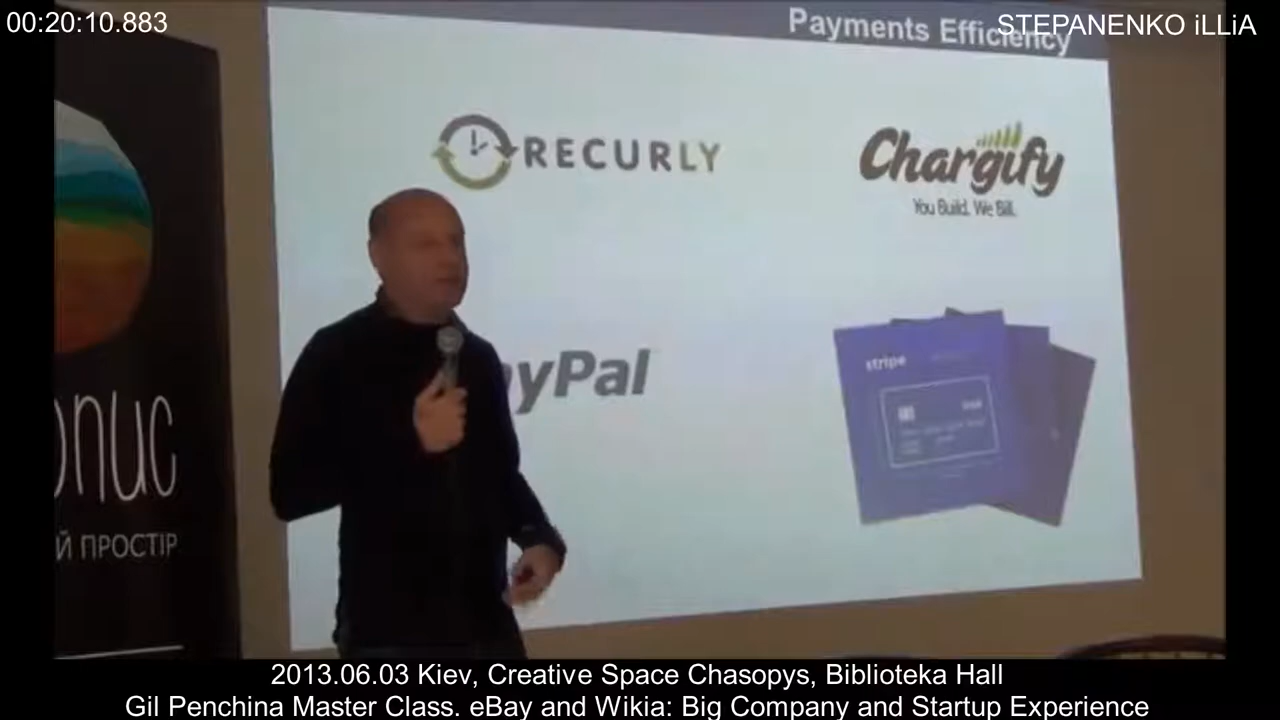 00:20:10.883
STEPANENKO iLLiA
Payments Efficiency
RECURLY
Chargify
You Build. We Bill.
yPal
stripe
опис
й ПРОСТІР
2013.06.03 Kiev, Creative Space Chasopys, Biblioteka Hall
Gil Penchina Master Class. eBay and Wikia: Big Company and Startup Experience